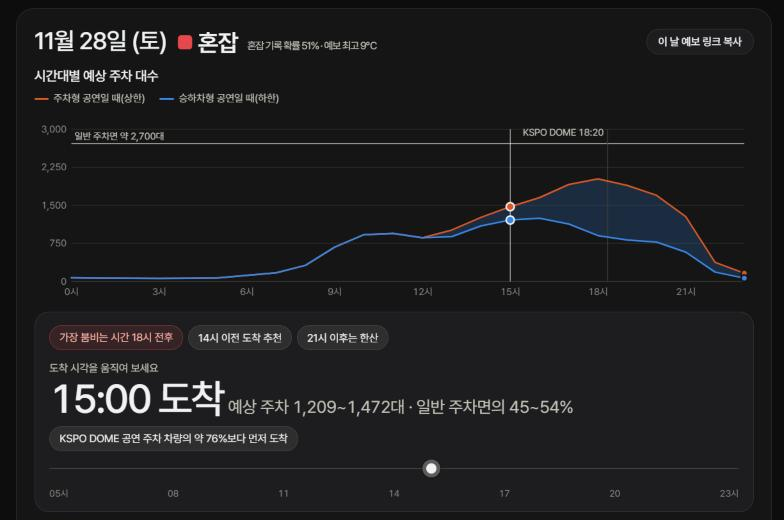 11월 28일 (토) 혼잡 혼잡 기록 확률 51% · 예보 최고 9°C 이 날 예보 링크 복사
시간대별 예상 주차 대수
주차형 공연일 때(상한) 승하차형 공연일 때(하한)
3,000
일반 주차면 약 2,700대
KSPO DOME 18:20
2,250
1,500
750
0
0시 3시 6시 9시 12시 15시 18시 21시
가장 붐비는 시간 18시 전후 14시 이전 도착 추천 21시 이후는 한산
도착 시각을 움직여 보세요
15:00 도착 예상 주차 1,209~1,472대 · 일반 주차면의 45~54%
KSPO DOME 공연 주차 차량의 약 76%보다 먼저 도착
05시 08 11 14 17 20 23시